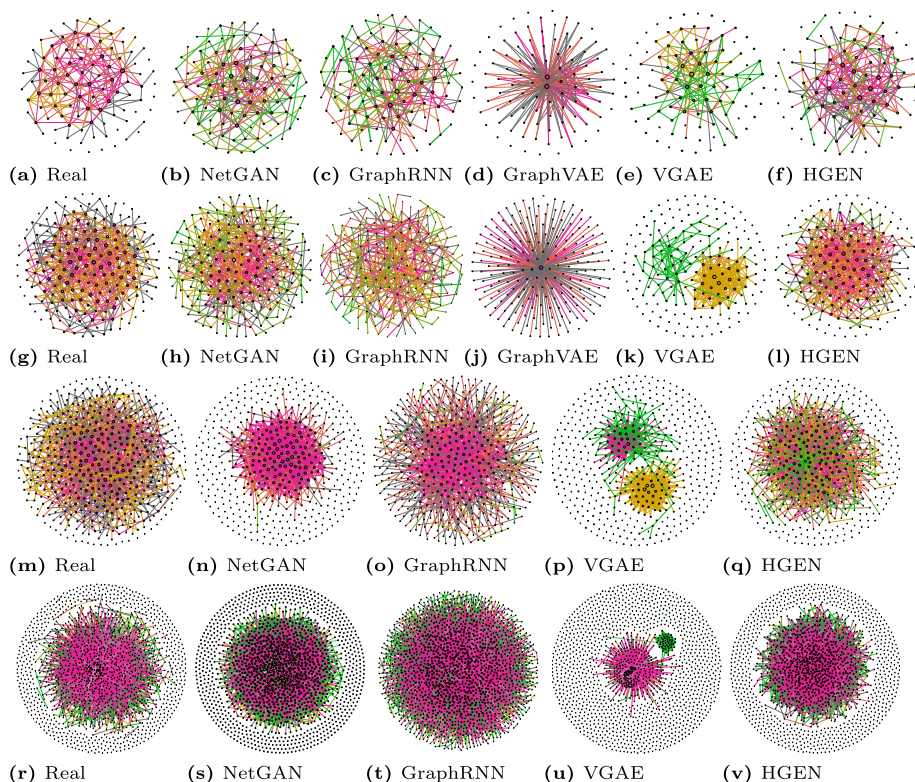 (a) Real (b) NetGAN (c) GraphRNN (d) GraphVAE (e) VGAE (f) HGEN
(g) Real (h) NetGAN (i) GraphRNN (j) GraphVAE (k) VGAE (l) HGEN
(m) Real (n) NetGAN (o) GraphRNN (p) VGAE (q) HGEN
(r) Real (s) NetGAN (t) GraphRNN (u) VGAE (v) HGEN